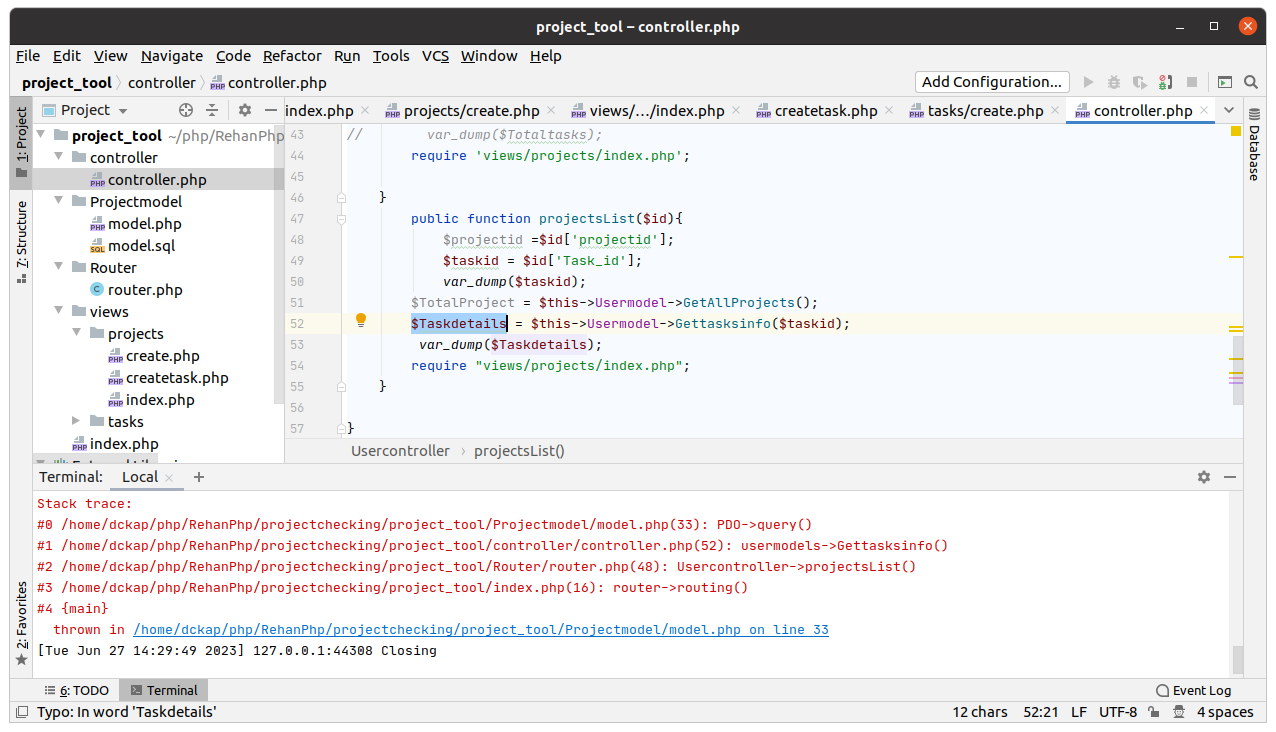 project_tool – controller.php
File Edit View Navigate Code Refactor Run Tools VCS Window Help
project_tool controller controller.php Add Configuration...
Project index.php projects/create.php views/.../index.php createtask.php tasks/create.php controller.php
1: Project
7: Structure
2: Favorites
Database
project_tool ~/php/RehanPhp
controller
controller.php
Projectmodel
model.php
model.sql
Router
router.php
views
projects
create.php
createtask.php
index.php
tasks
index.php
43 // var_dump($Totaltasks);
44 require 'views/projects/index.php';
45
46 }
47 public function projectsList($id){
48 $projectid =$id['projectid'];
49 $taskid = $id['Task_id'];
50 var_dump($taskid);
51 $TotalProject = $this->Usermodel->GetAllProjects();
52 $Taskdetails = $this->Usermodel->Gettasksinfo($taskid);
53 var_dump($Taskdetails);
54 require "views/projects/index.php";
55 }
56
57 }
Usercontroller › projectsList()
Terminal: Local × +
Stack trace:
#0 /home/dckap/php/RehanPhp/projectchecking/project_tool/Projectmodel/model.php(33): PDO->query()
#1 /home/dckap/php/RehanPhp/projectchecking/project_tool/controller/controller.php(52): usermodels->Gettasksinfo()
#2 /home/dckap/php/RehanPhp/projectchecking/project_tool/Router/router.php(48): Usercontroller->projectsList()
#3 /home/dckap/php/RehanPhp/projectchecking/project_tool/index.php(16): router->routing()
#4 {main}
thrown in /home/dckap/php/RehanPhp/projectchecking/project_tool/Projectmodel/model.php on line 33
[Tue Jun 27 14:29:49 2023] 127.0.0.1:44308 Closing
6: TODO Terminal Event Log
Typo: In word 'Taskdetails' 12 chars 52:21 LF UTF-8 4 spaces